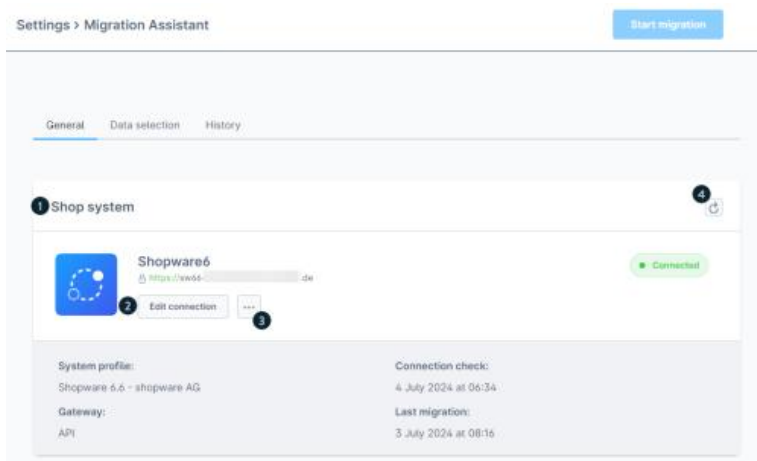 Settings > Migration Assistant
Start migration
General Data selection History
1 Shop system
4
Shopware6
https://sw66- .de
Connected
2 Edit connection ... 3
System profile:
Shopware 6.6 - shopware AG
Connection check:
4 July 2024 at 06:34
Gateway:
API
Last migration:
3 July 2024 at 08:16